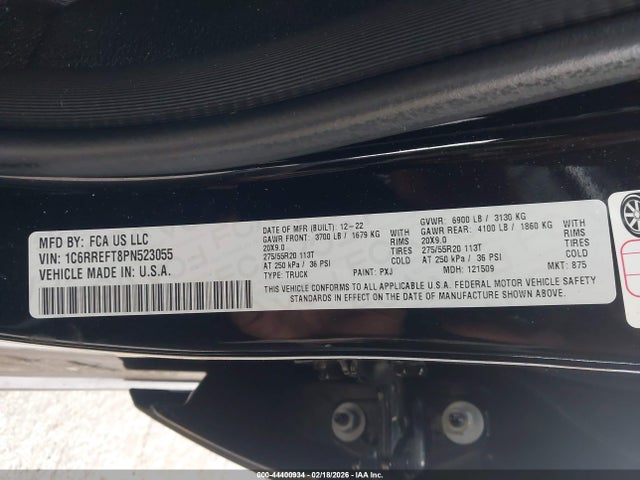 MFD BY: FCA US LLC
VIN: 1C6RREFT8PN523055
VEHICLE MADE IN U.S.A.
DATE OF MFR (BUILT): 12-22 GVWR: 6900 LB / 3130 KG
GAWR FRONT: 3700 LB / 1679 KG WITH GAWR REAR: 4100 LB / 1860 KG WITH
20X9.0 RIMS 20X9.0 RIMS
275/55R20 113T TIRES 275/55R20 113T TIRES
AT 250 kPa / 36 PSI AT 250 kPa / 36 PSI
TYPE: TRUCK PAINT: PXJ MDH: 121509 MKT: 875
THIS VEHICLE CONFORMS TO ALL APPLICABLE U.S.A. FEDERAL MOTOR VEHICLE SAFETY
STANDARDS IN EFFECT ON THE DATE OF MANUFACTURE SHOWN ABOVE.
000-44400934 - 02/18/2026 - IAA Inc.